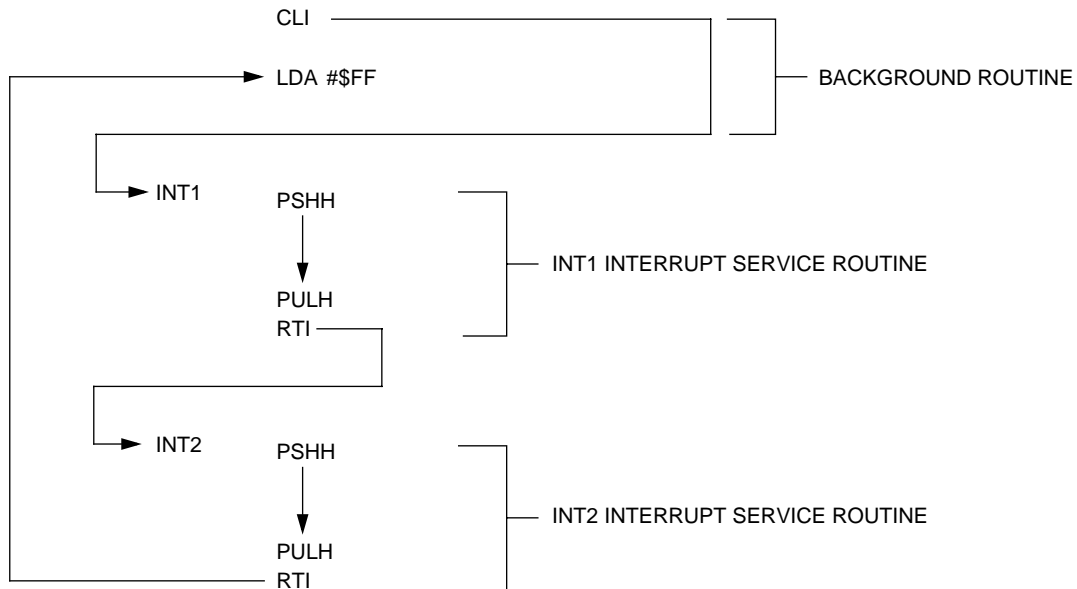 CLI
LDA #$FF
BACKGROUND ROUTINE
INT1
PSHH
INT1 INTERRUPT SERVICE ROUTINE
PULH
RTI
INT2
PSHH
INT2 INTERRUPT SERVICE ROUTINE
PULH
RTI